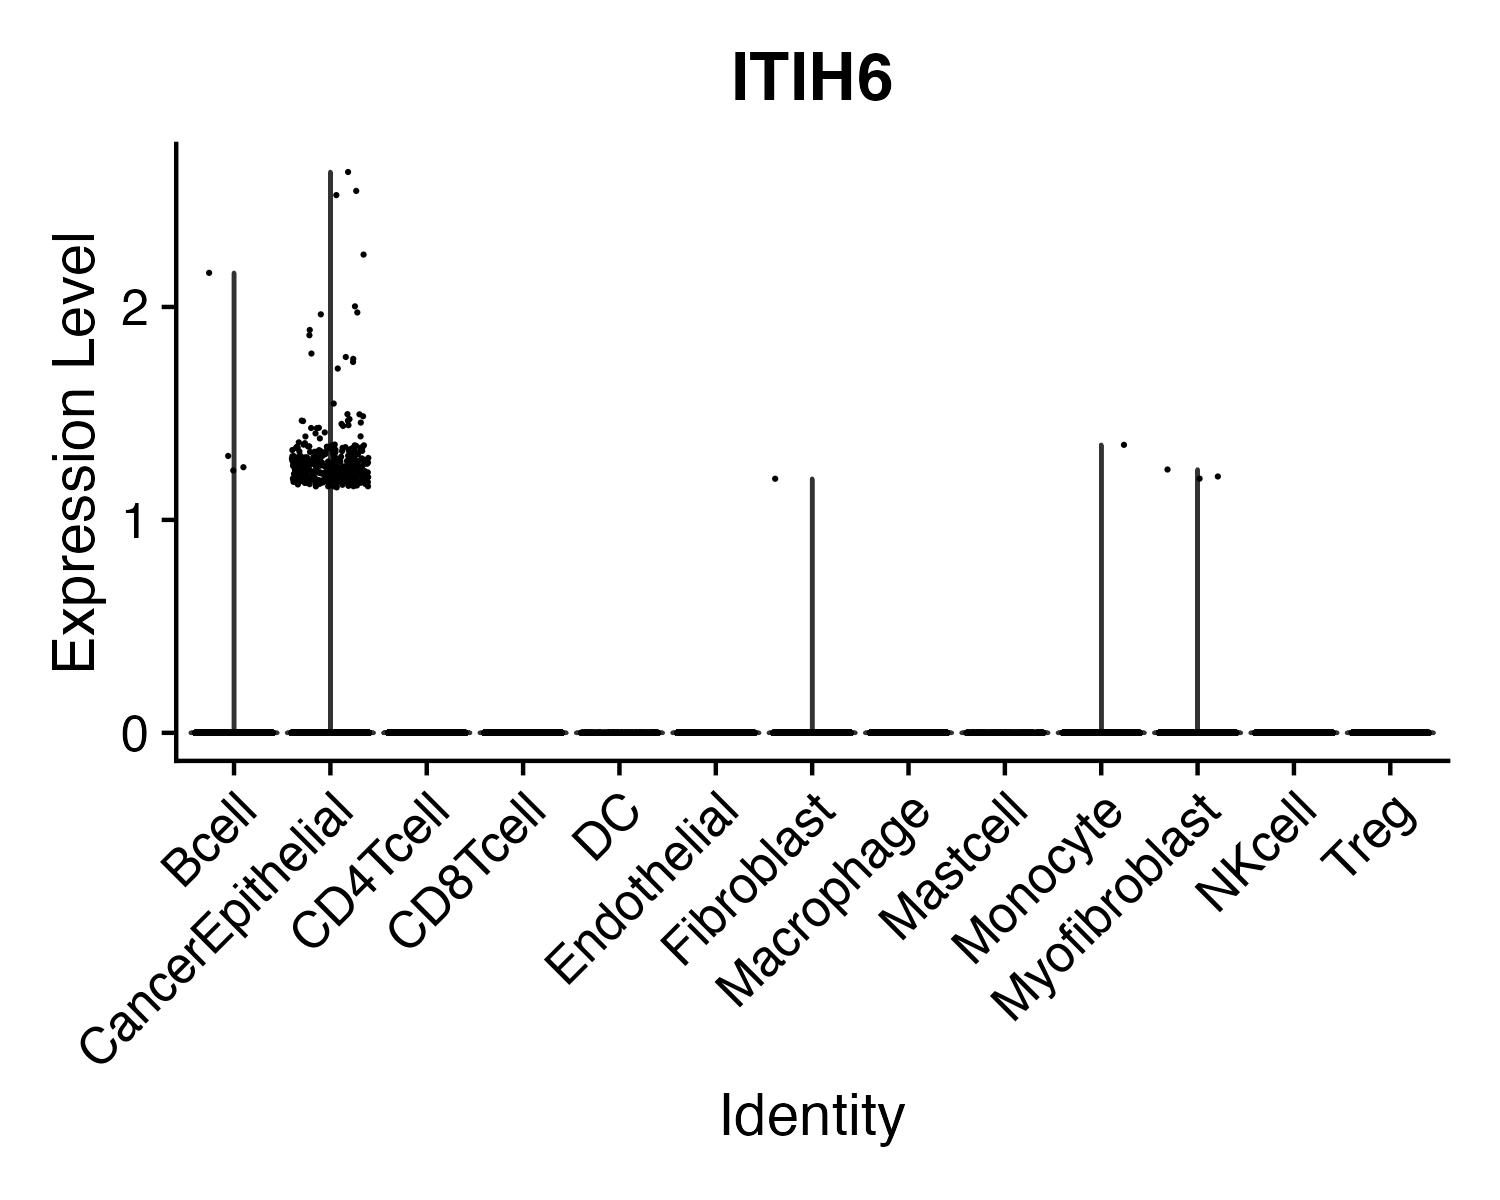 ITIH6
Expression Level
2
1
0
Bcell
CancerEpithelial
CD4Tcell
CD8Tcell
DC
Endothelial
Fibroblast
Macrophage
Mastcell
Monocyte
Myofibroblast
NKcell
Treg
Identity